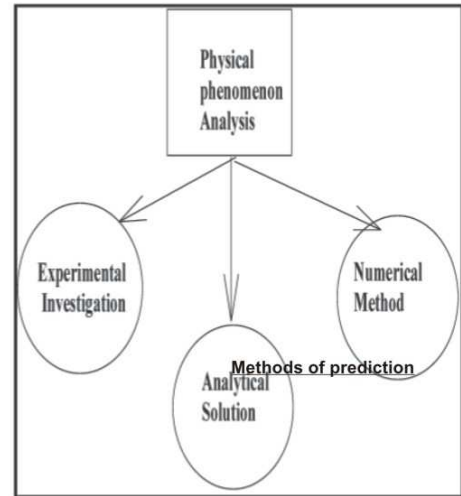 Physical
phenomenon
Analysis
Experimental
Investigation
Numerical
Method
Methods of prediction
Analytical
Solution